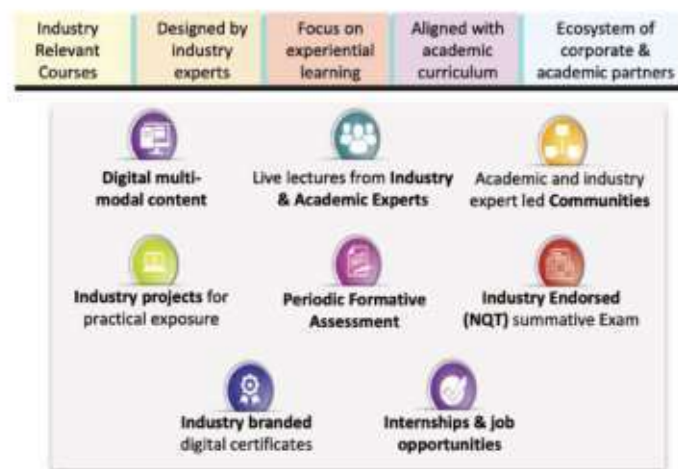 Industry
Relevant
Courses
Designed by
industry
experts
Focus on
experiential
learning
Aligned with
academic
curriculum
Ecosystem of
corporate &
academic partners
Digital multi-
modal content
Live lectures from Industry
& Academic Experts
Academic and industry
expert led Communities
Industry projects for
practical exposure
Periodic Formative
Assessment
Industry Endorsed
(NQT) summative Exam
Industry branded
digital certificates
Internships & job
opportunities